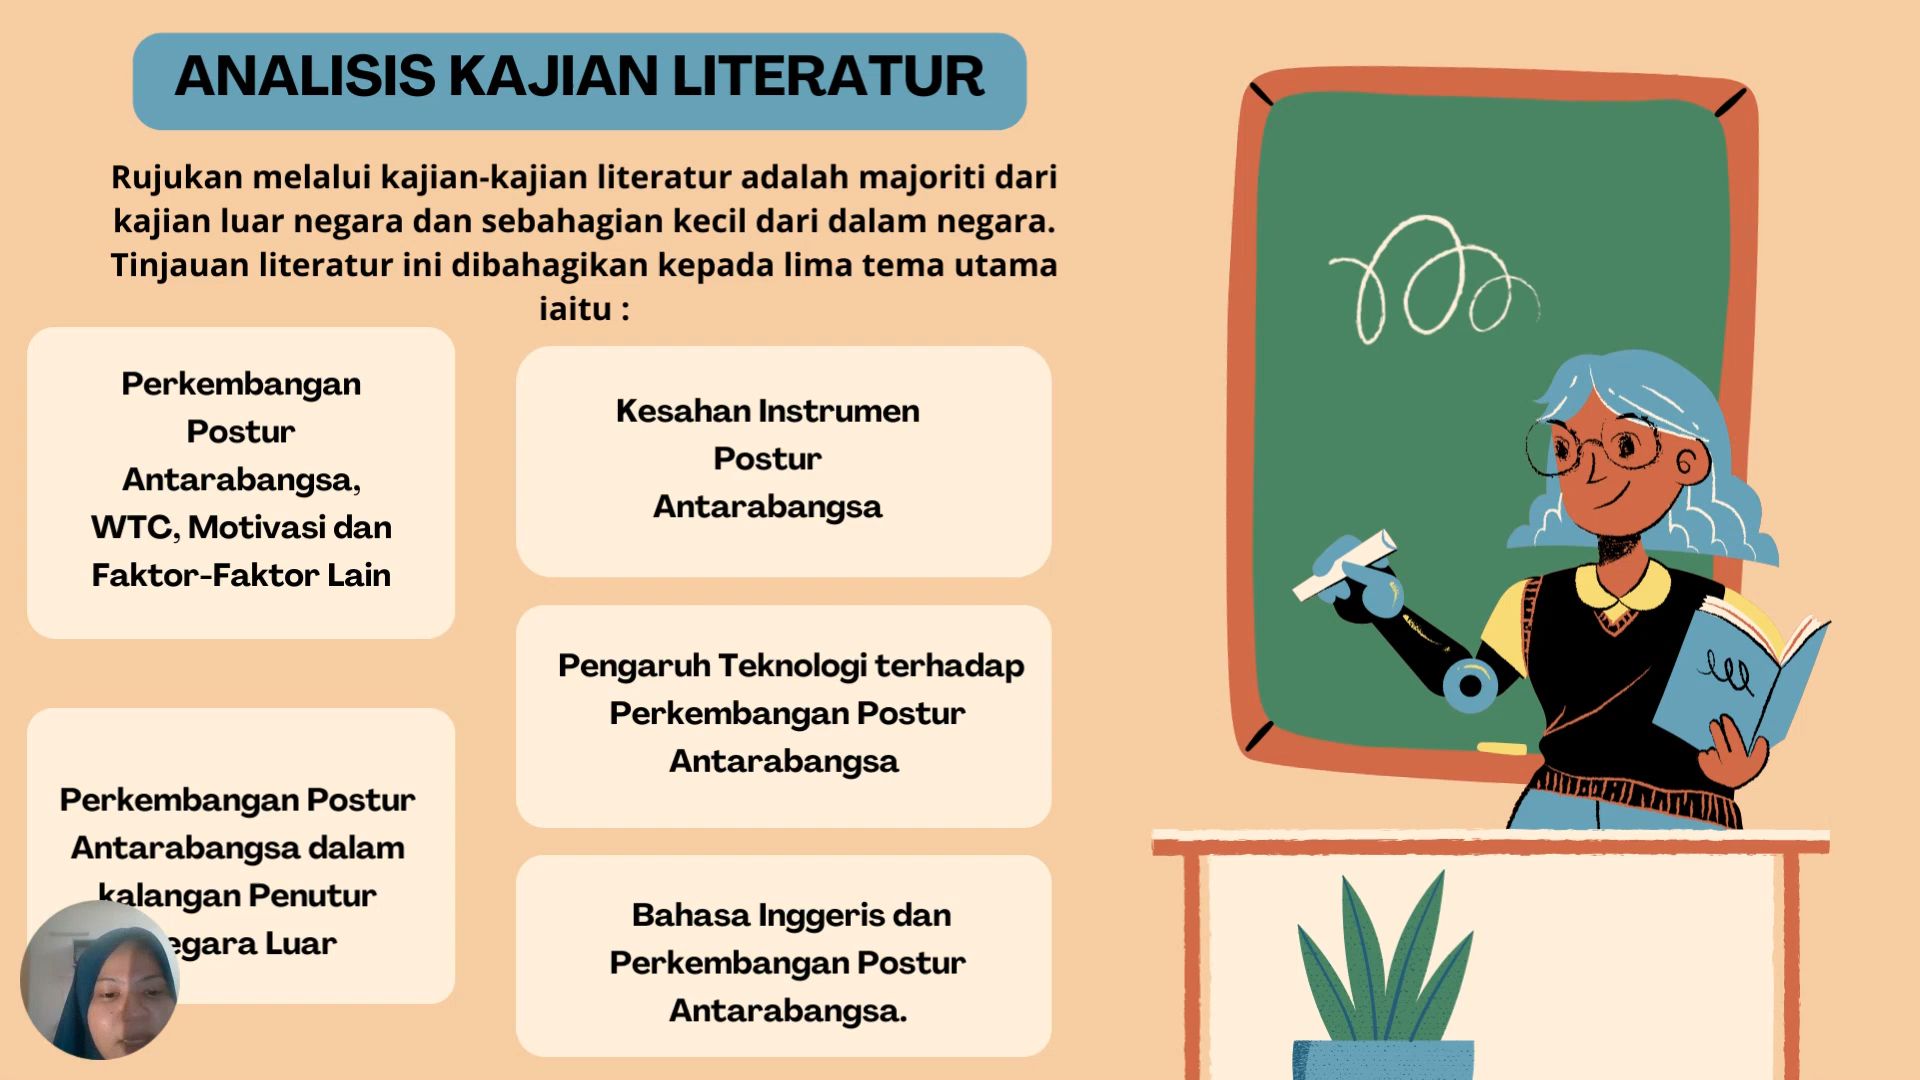 ANALISIS KAJIAN LITERATUR
Rujukan melalui kajian-kajian literatur adalah majoriti dari
kajian luar negara dan sebahagian kecil dari dalam negara.
Tinjauan literatur ini dibahagikan kepada lima tema utama
iaitu :
Perkembangan
Postur
Antarabangsa,
WTC, Motivasi dan
Faktor-Faktor Lain
Perkembangan Postur
Antarabangsa dalam
kalangan Penutur
Luar
Kesahan Instrumen
Postur
Antarabangsa
Pengaruh Teknologi terhadap
Perkembangan Postur
Antarabangsa
Bahasa Inggeris dan
Perkembangan Postur
Antarabangsa.